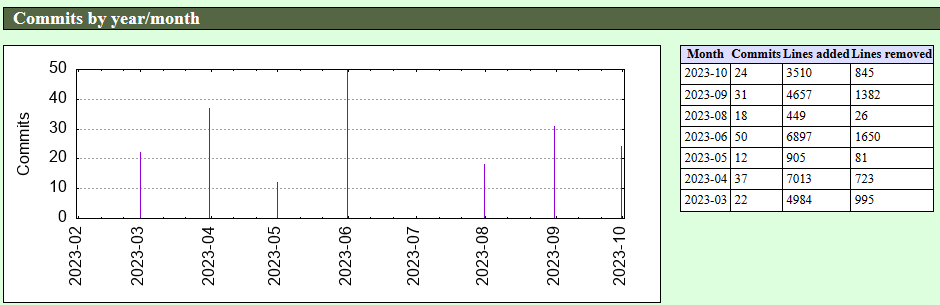 Commits by year/month
50
40
30
20
10
0
Commits
2023-02
2023-03
2023-04
2023-05
2023-06
2023-07
2023-08
2023-09
2023-10
Month Commits Lines added Lines removed
2023-10 24 3510 845
2023-09 31 4657 1382
2023-08 18 449 26
2023-06 50 6897 1650
2023-05 12 905 81
2023-04 37 7013 723
2023-03 22 4984 995